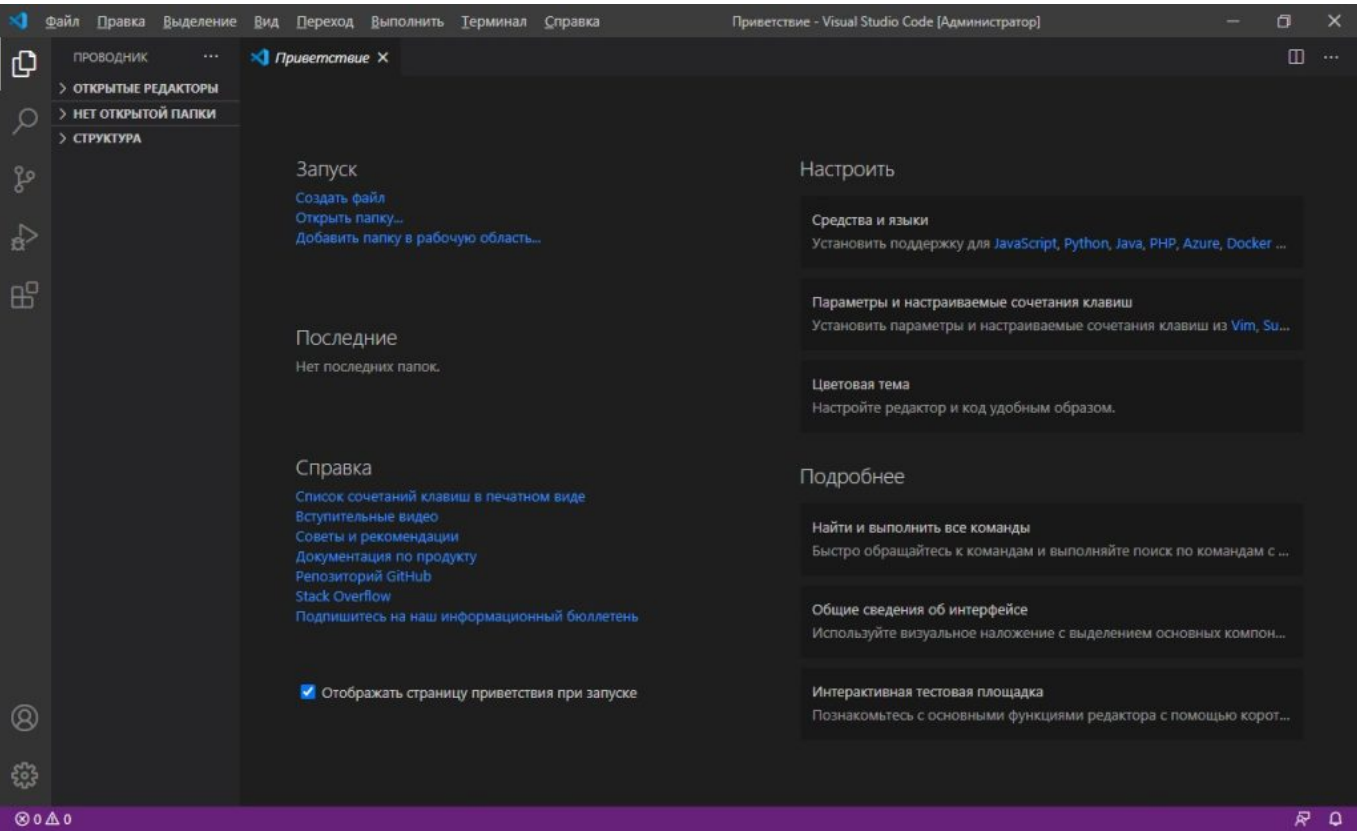 Файл Правка Выделение Вид Переход Выполнить Терминал Справка Приветствие - Visual Studio Code [Администратор]
ПРОВОДНИК
Приветствие
ОТКРЫТЫЕ РЕДАКТОРЫ
НЕТ ОТКРЫТОЙ ПАПКИ
СТРУКТУРА
Запуск
Создать файл
Открыть папку...
Добавить папку в рабочую область...
Последние
Нет последних папок.
Справка
Список сочетаний клавиш в печатном виде
Вступительные видео
Советы и рекомендации
Документация по продукту
Репозиторий GitHub
Stack Overflow
Подпишитесь на наш информационный бюллетень
Отображать страницу приветствия при запуске
Настроить
Средства и языки
Установить поддержку для JavaScript, Python, Java, PHP, Azure, Docker ...
Параметры и настраиваемые сочетания клавиш
Установить параметры и настраиваемые сочетания клавиш из Vim, Su...
Цветовая тема
Настройте редактор и код удобным образом.
Подробнее
Найти и выполнить все команды
Быстро обращайтесь к командам и выполняйте поиск по командам с ...
Общие сведения об интерфейсе
Используйте визуальное наложение с выделением основных компон...
Интерактивная тестовая площадка
Познакомьтесь с основными функциями редактора с помощью корот...
0 0